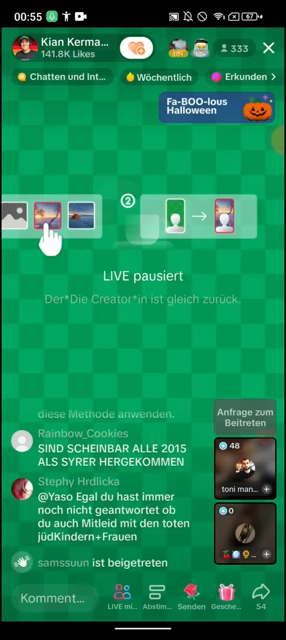 00:55
67
Kian Kerma...
141.8K Likes
333
Chatten und Int...
Wöchentlich
Erkunden >
Fa-BOO-lous
Halloween
2
LIVE pausiert
Der*Die Creator*in ist gleich zurück.
Anfrage zum
Beitreten
diese Methode anwenden.
Rainbow_Cookies
SIND SCHEINBAR ALLE 2015
ALS SYRER HERGEKOMMEN
48
toni man...
Stephy Hrdlicka
@Yaso Egal du hast immer
noch nicht geantwortet ob
du auch Mitleid mit den toten
jüdKindern+Frauen
0
samssuun ist beigetreten
Komment...
LIVE mi...
Abstim...
Senden
Gesche...
54